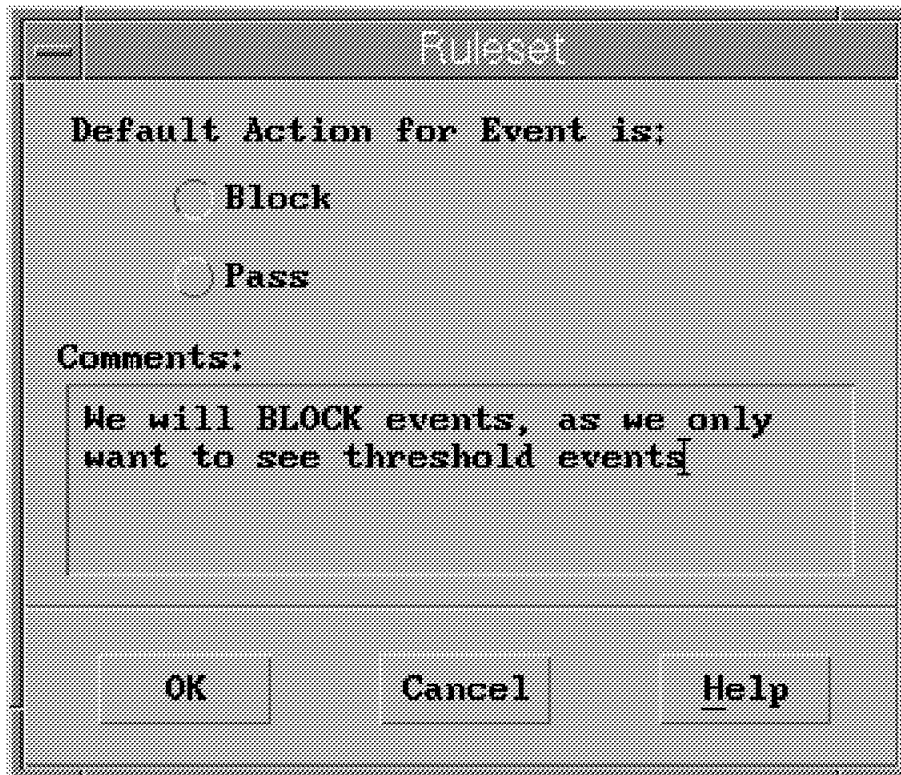 Ruleset
Default Action for Event is:
Block
Pass
Comments:
We will BLOCK events, as we only
want to see threshold events
OK
Cancel
Help